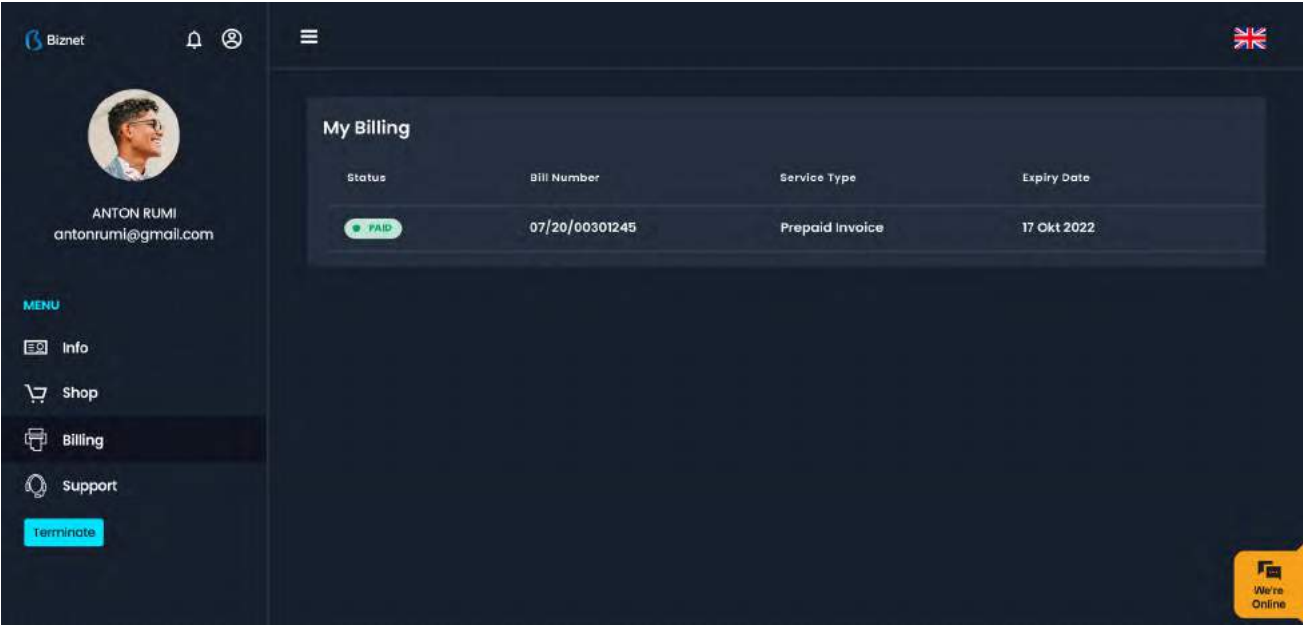 Biznet
ANTON RUMI
antonrumi@gmail.com
MENU
Info
Shop
Billing
Support
Terminate
My Billing
Status Bill Number Service Type Expiry Date
PAID 07/20/00301245 Prepaid Invoice 17 Okt 2022
We're
Online